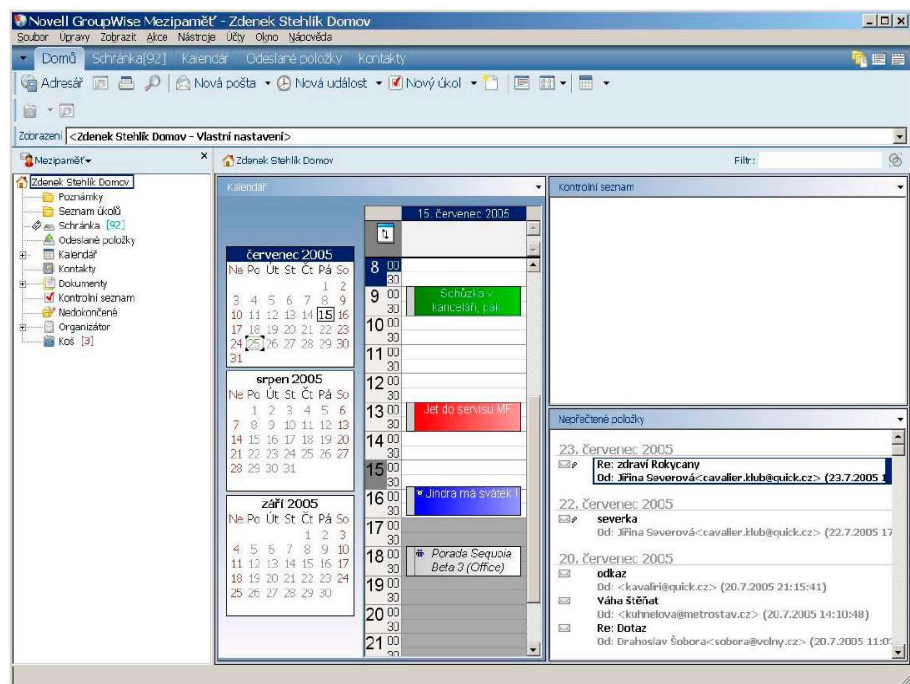 Novell GroupWise Mezipaměť - Zdenek Stehlík Domov
Soubor Úpravy Zobrazit Akce Nástroje Účty Okno Nápověda
Domů Schránka[92] Kalendář Odeslané položky Kontakty
Adresář Nová pošta Nová událost Nový úkol
Zobrazení <Zdenek Stehlík Domov - Vlastní nastavení>
Mezipaměť
Zdenek Stehlík Domov
Poznámky
Seznam úkolů
Schránka [92]
Odeslané položky
Kalendář
Kontakty
Dokumenty
Kontrolní seznam
Nedokončené
Organizátor
Koš [3]
Zdenek Stehlík Domov
Filtr:
Kalendář
červenec 2005
Ne Po Út St Čt Pá So
1 2
3 4 5 6 7 8 9
10 11 12 13 14 15 16
17 18 19 20 21 22 23
24 25 26 27 28 29 30
31
srpen 2005
Ne Po Út St Čt Pá So
1 2 3 4 5 6
7 8 9 10 11 12 13
14 15 16 17 18 19 20
21 22 23 24 25 26 27
28 29 30 31
září 2005
Ne Po Út St Čt Pá So
1 2 3
4 5 6 7 8 9 10
11 12 13 14 15 16 17
18 19 20 21 22 23 24
25 26 27 28 29 30
15. červenec 2005
8 00
30
9 00
30
10 00
30
11 00
30
12 00
30
13 00
30
14 00
30
15 00
30
16 00
30
17 00
30
18 00
30
19 00
30
20 00
30
21 00
30
Schůzka v
kanceláři, pak
Jet do servisu MF
Jindra má svátek !
Porada Sequoia
Beta 3 (Office)
Kontrolní seznam
Nepřečtené položky
23. červenec 2005
Re: zdraví Rokycany
Od: Jiřina Severová<cavalier.klub@quick.cz> (23.7.2005 1
22. červenec 2005
severka
Od: Jiřina Severová<cavalier.klub@quick.cz> (22.7.2005 17
20. červenec 2005
odkaz
Od: <kavaliri@quick.cz> (20.7.2005 21:15:41)
Váha štěňat
Od: <kuhnelova@metrostav.cz> (20.7.2005 14:10:48)
Re: Dotaz
Od: Drahoslav Šobora<sobora@volny.cz> (20.7.2005 11:0